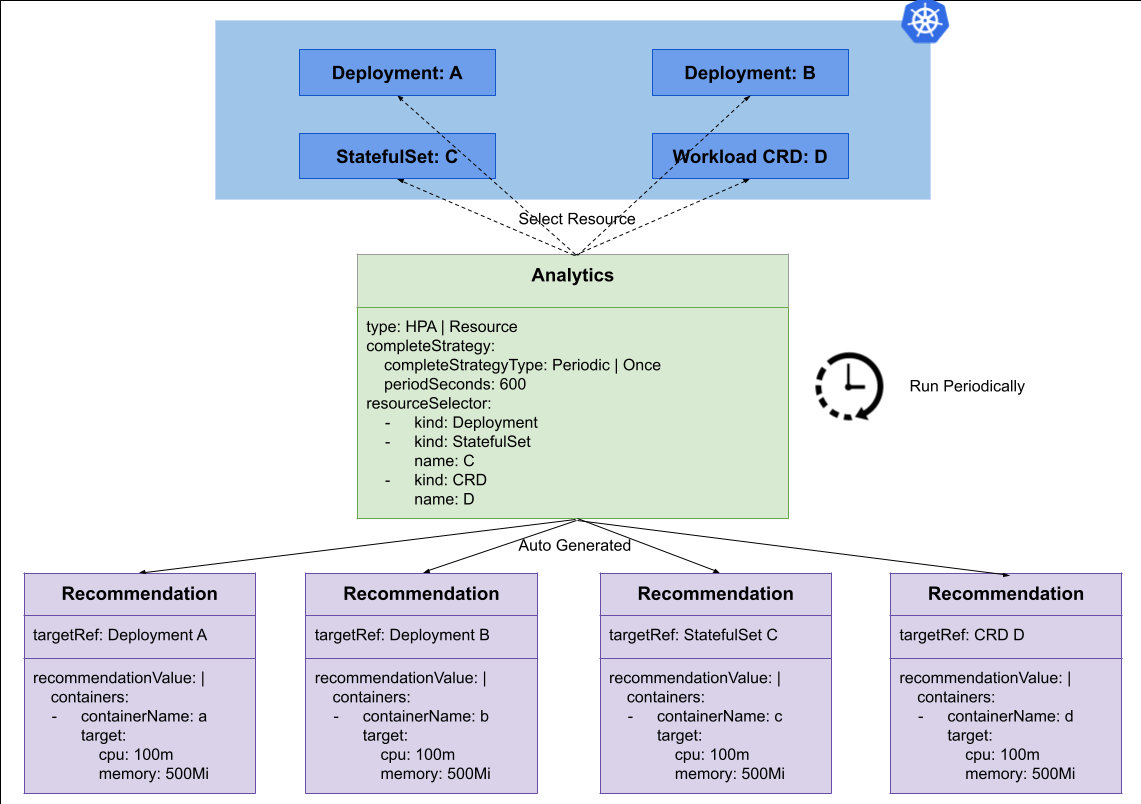 Deployment: A
Deployment: B
StatefulSet: C
Workload CRD: D
Select Resource
Analytics
type: HPA | Resource
completeStrategy:
completeStrategyType: Periodic | Once
periodSeconds: 600
resourceSelector:
- kind: Deployment
- kind: StatefulSet
name: C
- kind: CRD
name: D
Run Periodically
Auto Generated
Recommendation
targetRef: Deployment A
recommendationValue: |
containers:
- containerName: a
target:
cpu: 100m
memory: 500Mi
Recommendation
targetRef: Deployment B
recommendationValue: |
containers:
- containerName: b
target:
cpu: 100m
memory: 500Mi
Recommendation
targetRef: StatefulSet C
recommendationValue: |
containers:
- containerName: c
target:
cpu: 100m
memory: 500Mi
Recommendation
targetRef: CRD D
recommendationValue: |
containers:
- containerName: d
target:
cpu: 100m
memory: 500Mi